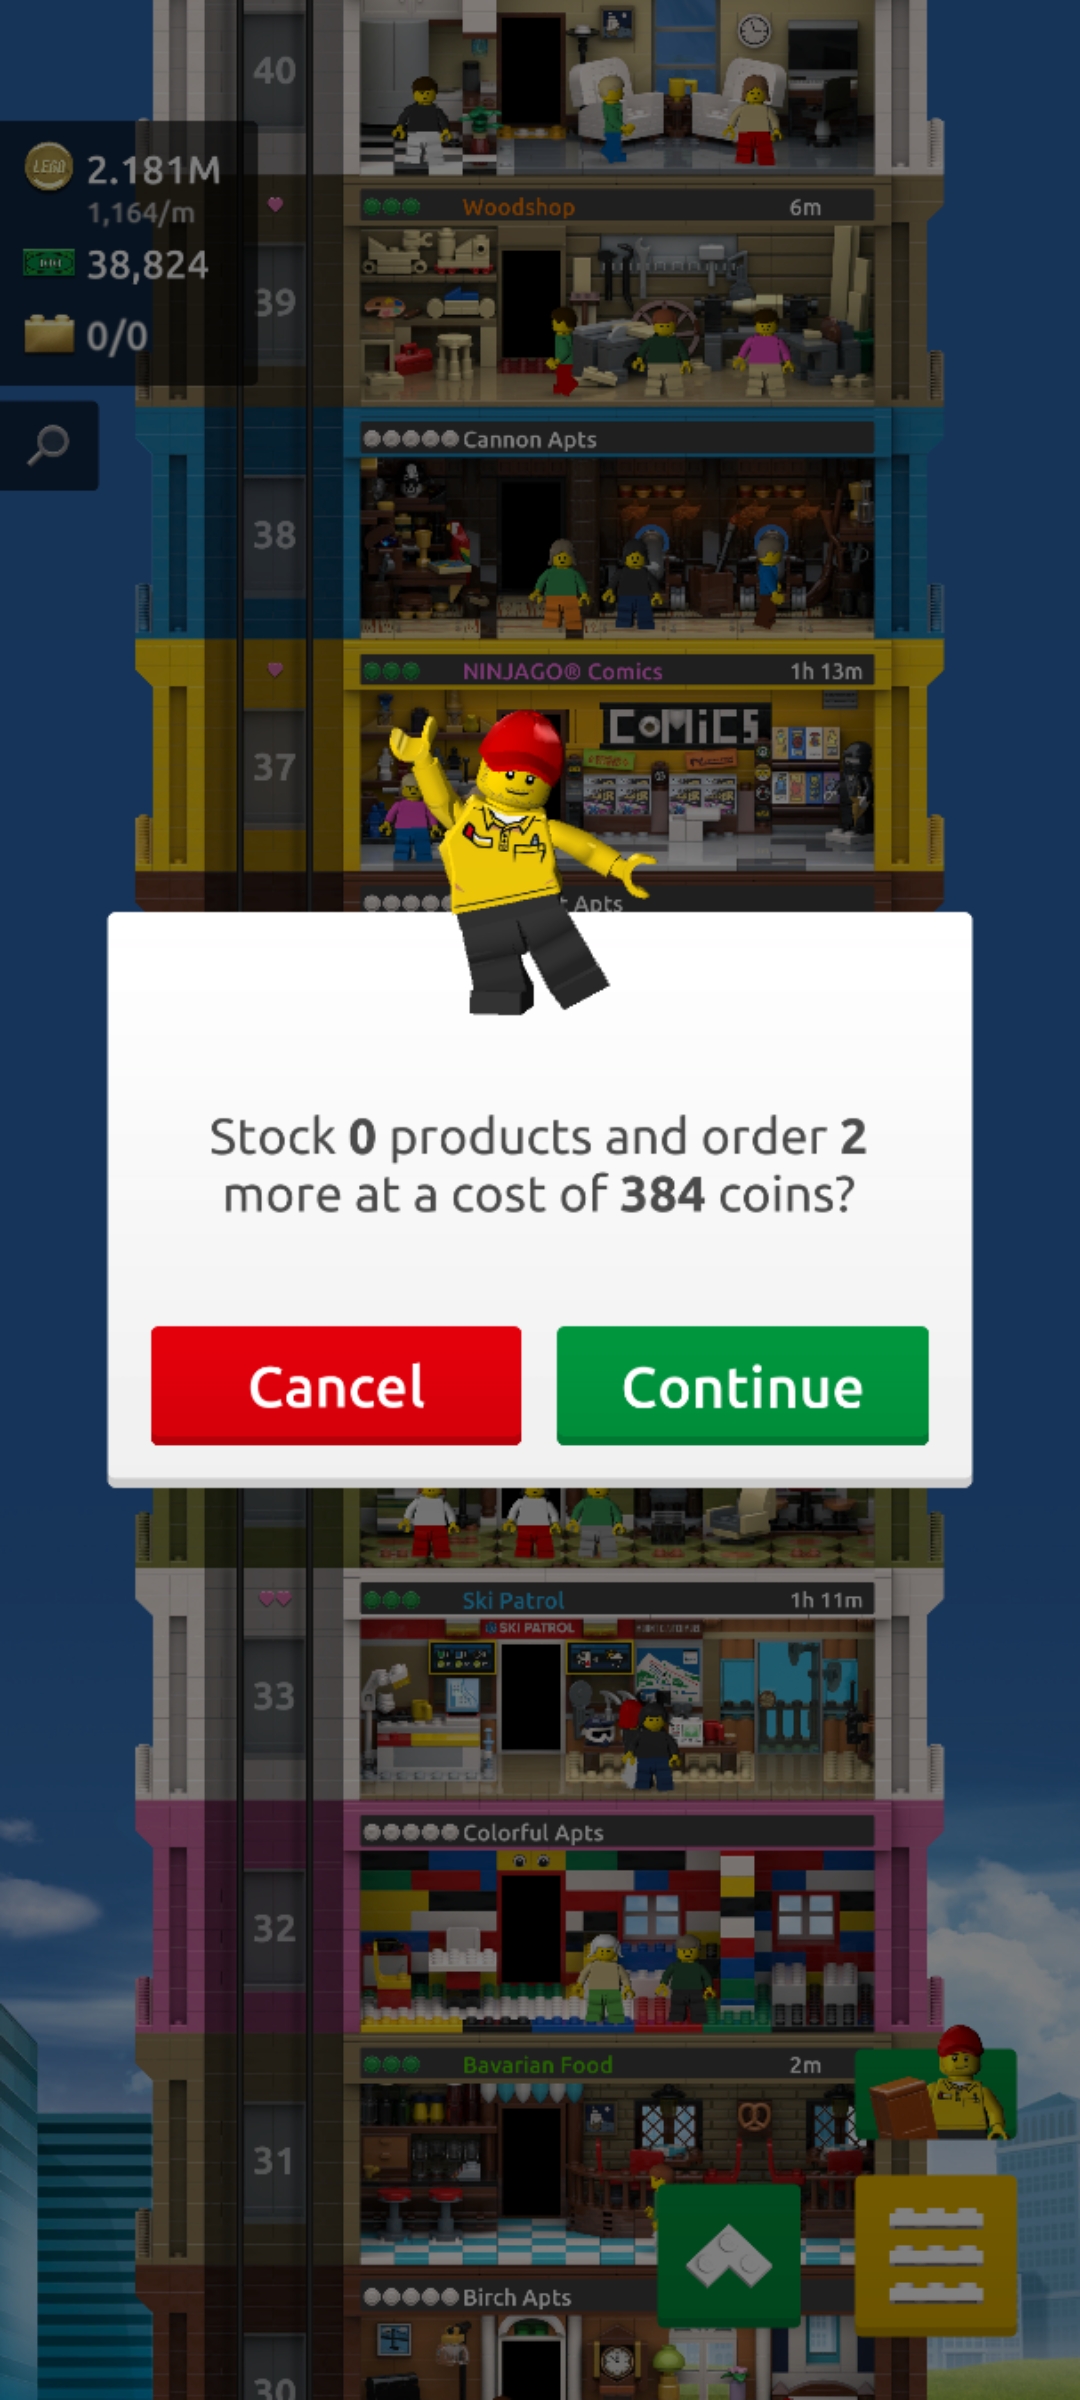 40
LEGO 2.181M
1,164/m
38,824
0/0
Woodshop 6m
39
Cannon Apts
38
NINJAGO® Comics 1h 13m
COMiCS
37
t Apts
Stock 0 products and order 2
more at a cost of 384 coins?
Cancel Continue
Ski Patrol 1h 11m
SKI PATROL
33
Colorful Apts
32
Bavarian Food 2m
31
Birch Apts
30